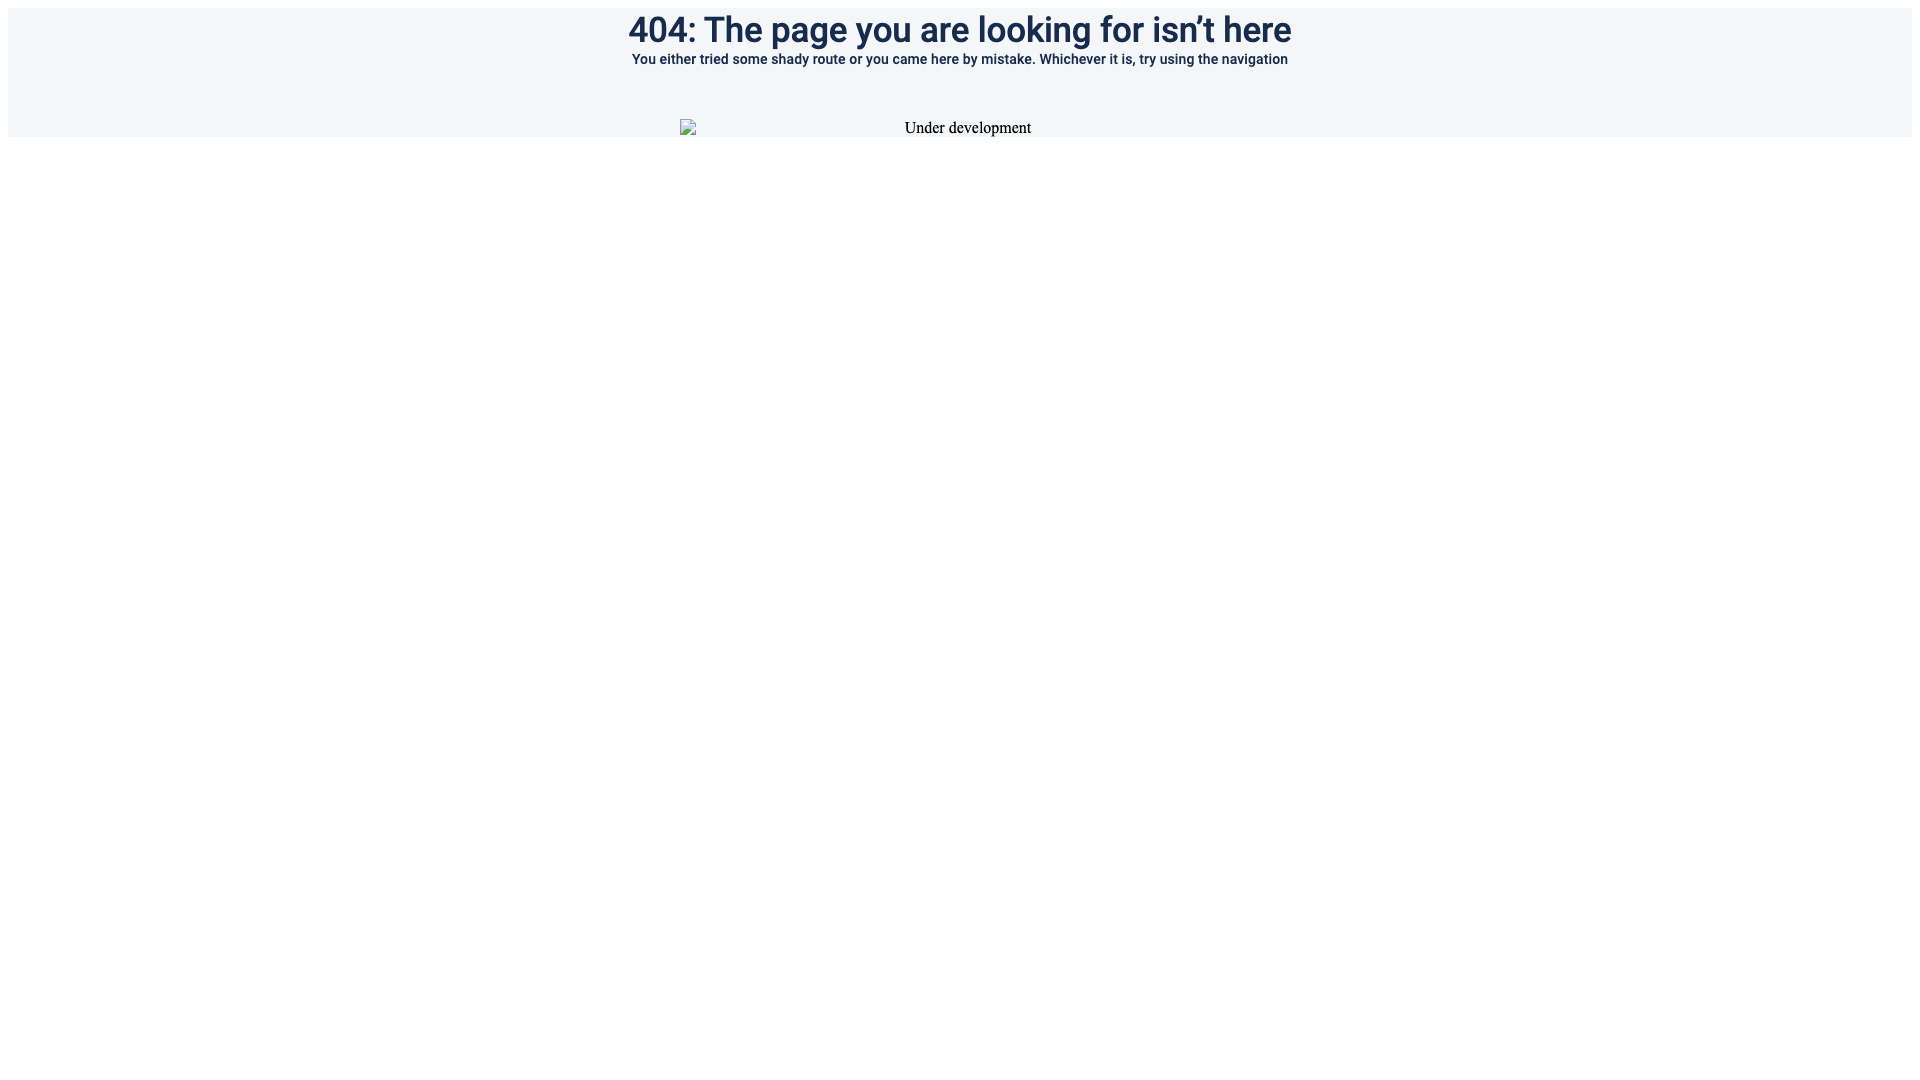 404: The page you are looking for isn’t here
You either tried some shady route or you came here by mistake. Whichever it is, try using the navigation
Under development